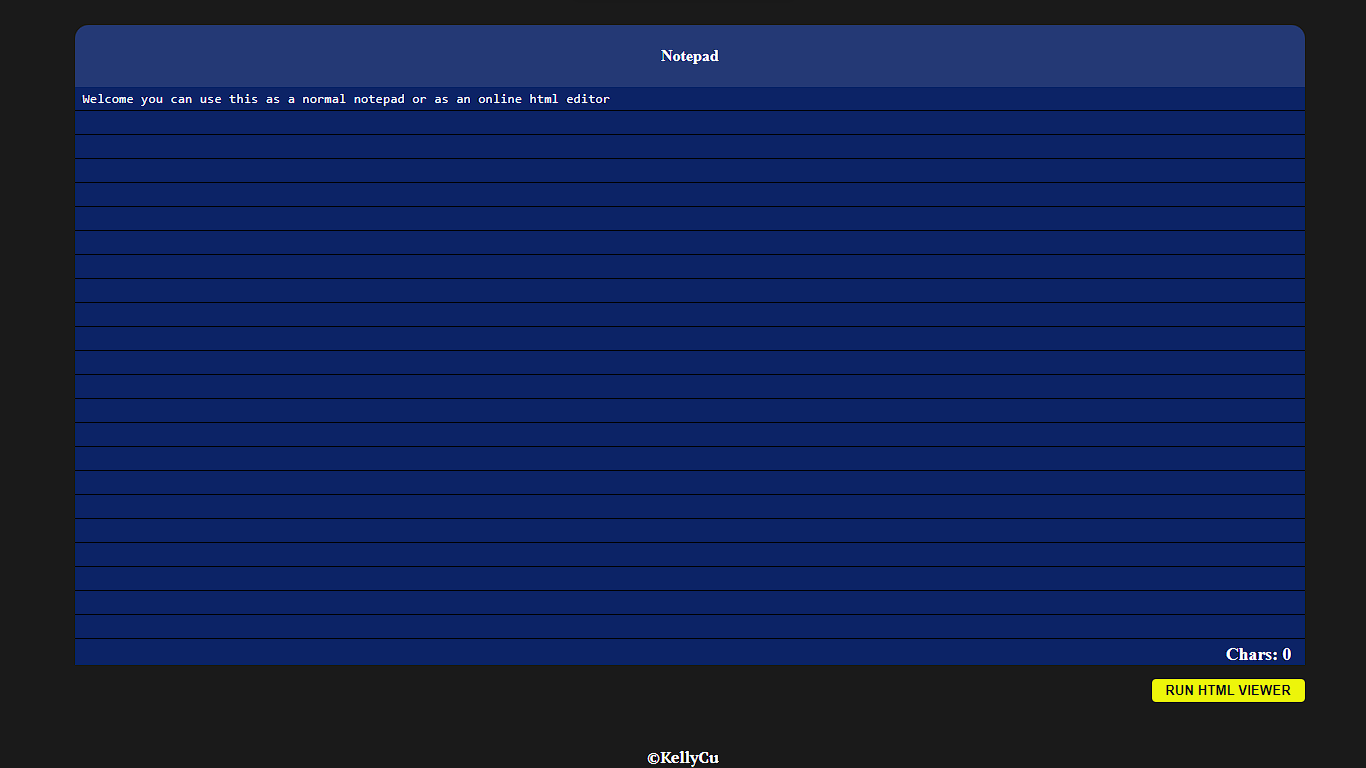 Notepad
Welcome you can use this as a normal notepad or as an online html editor
Chars: 0
RUN HTML VIEWER
©KellyCu